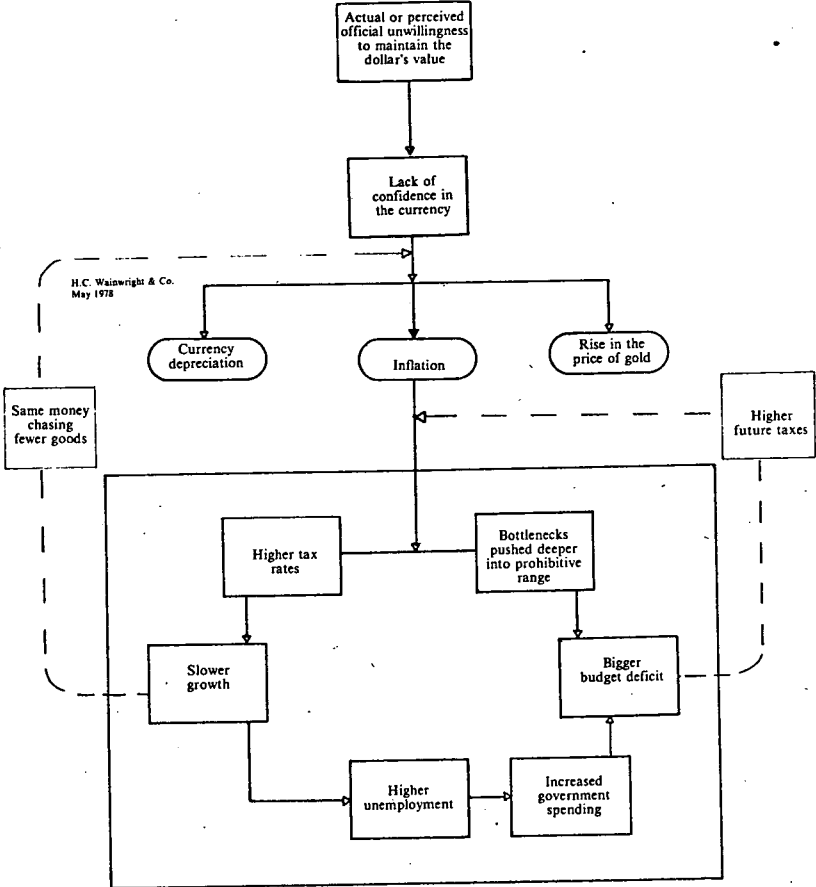 Actual or perceived
official unwillingness
to maintain the
dollar's value
Lack of
confidence in
the currency
H.C. Wainwright & Co.
May 1978
Currency
depreciation
Inflation
Rise in the
price of gold
Same money
chasing
fewer goods
Higher
future taxes
Higher tax
rates
Bottlenecks
pushed deeper
into prohibitive
range
Slower
growth
Bigger
budget deficit
Higher
unemployment
Increased
government
spending